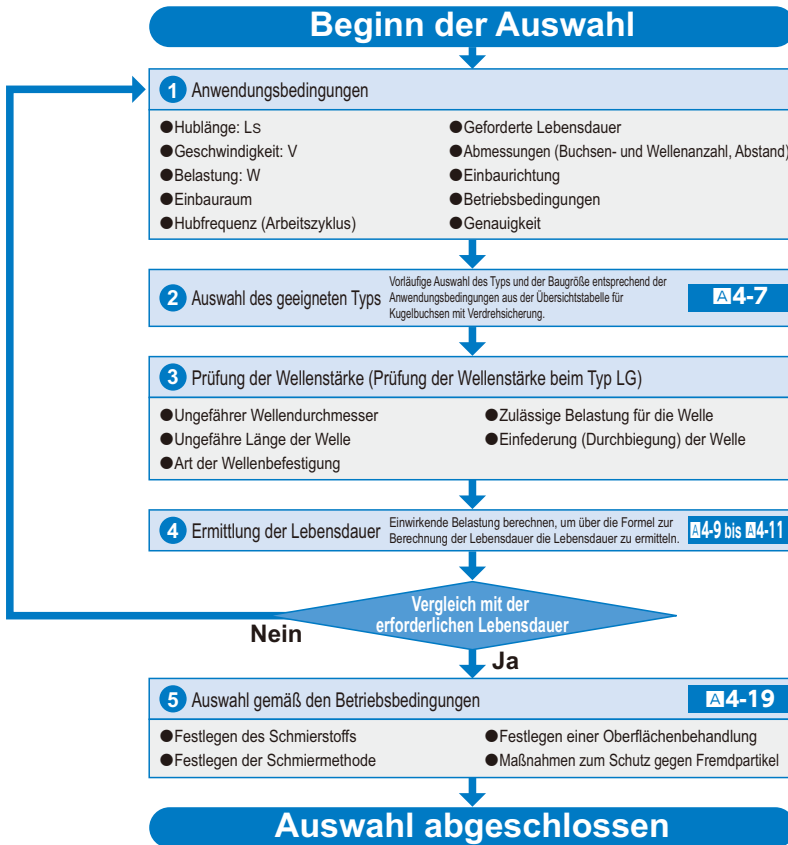 Beginn der Auswahl
1 Anwendungsbedingungen
●Hublänge: LS
●Geschwindigkeit: V
●Belastung: W
●Einbauraum
●Hubfrequenz (Arbeitszyklus)
●Geforderte Lebensdauer
●Abmessungen (Buchsen- und Wellenanzahl, Abstand)
●Einbaurichtung
●Betriebsbedingungen
●Genauigkeit
2 Auswahl des geeigneten Typs
Vorläufige Auswahl des Typs und der Baugröße entsprechend der
Anwendungsbedingungen aus der Übersichtstabelle für
Kugelbuchsen mit Verdrehsicherung.
A4-7
3 Prüfung der Wellenstärke (Prüfung der Wellenstärke beim Typ LG)
●Ungefährer Wellendurchmesser
●Ungefähre Länge der Welle
●Art der Wellenbefestigung
●Zulässige Belastung für die Welle
●Einfederung (Durchbiegung) der Welle
4 Ermittlung der Lebensdauer
Einwirkende Belastung berechnen, um über die Formel zur
Berechnung der Lebensdauer die Lebensdauer zu ermitteln.
A4-9 bis A4-11
Vergleich mit der
erforderlichen Lebensdauer
Nein
Ja
5 Auswahl gemäß den Betriebsbedingungen
A4-19
●Festlegen des Schmierstoffs
●Festlegen der Schmiermethode
●Festlegen einer Oberflächenbehandlung
●Maßnahmen zum Schutz gegen Fremdpartikel
Auswahl abgeschlossen